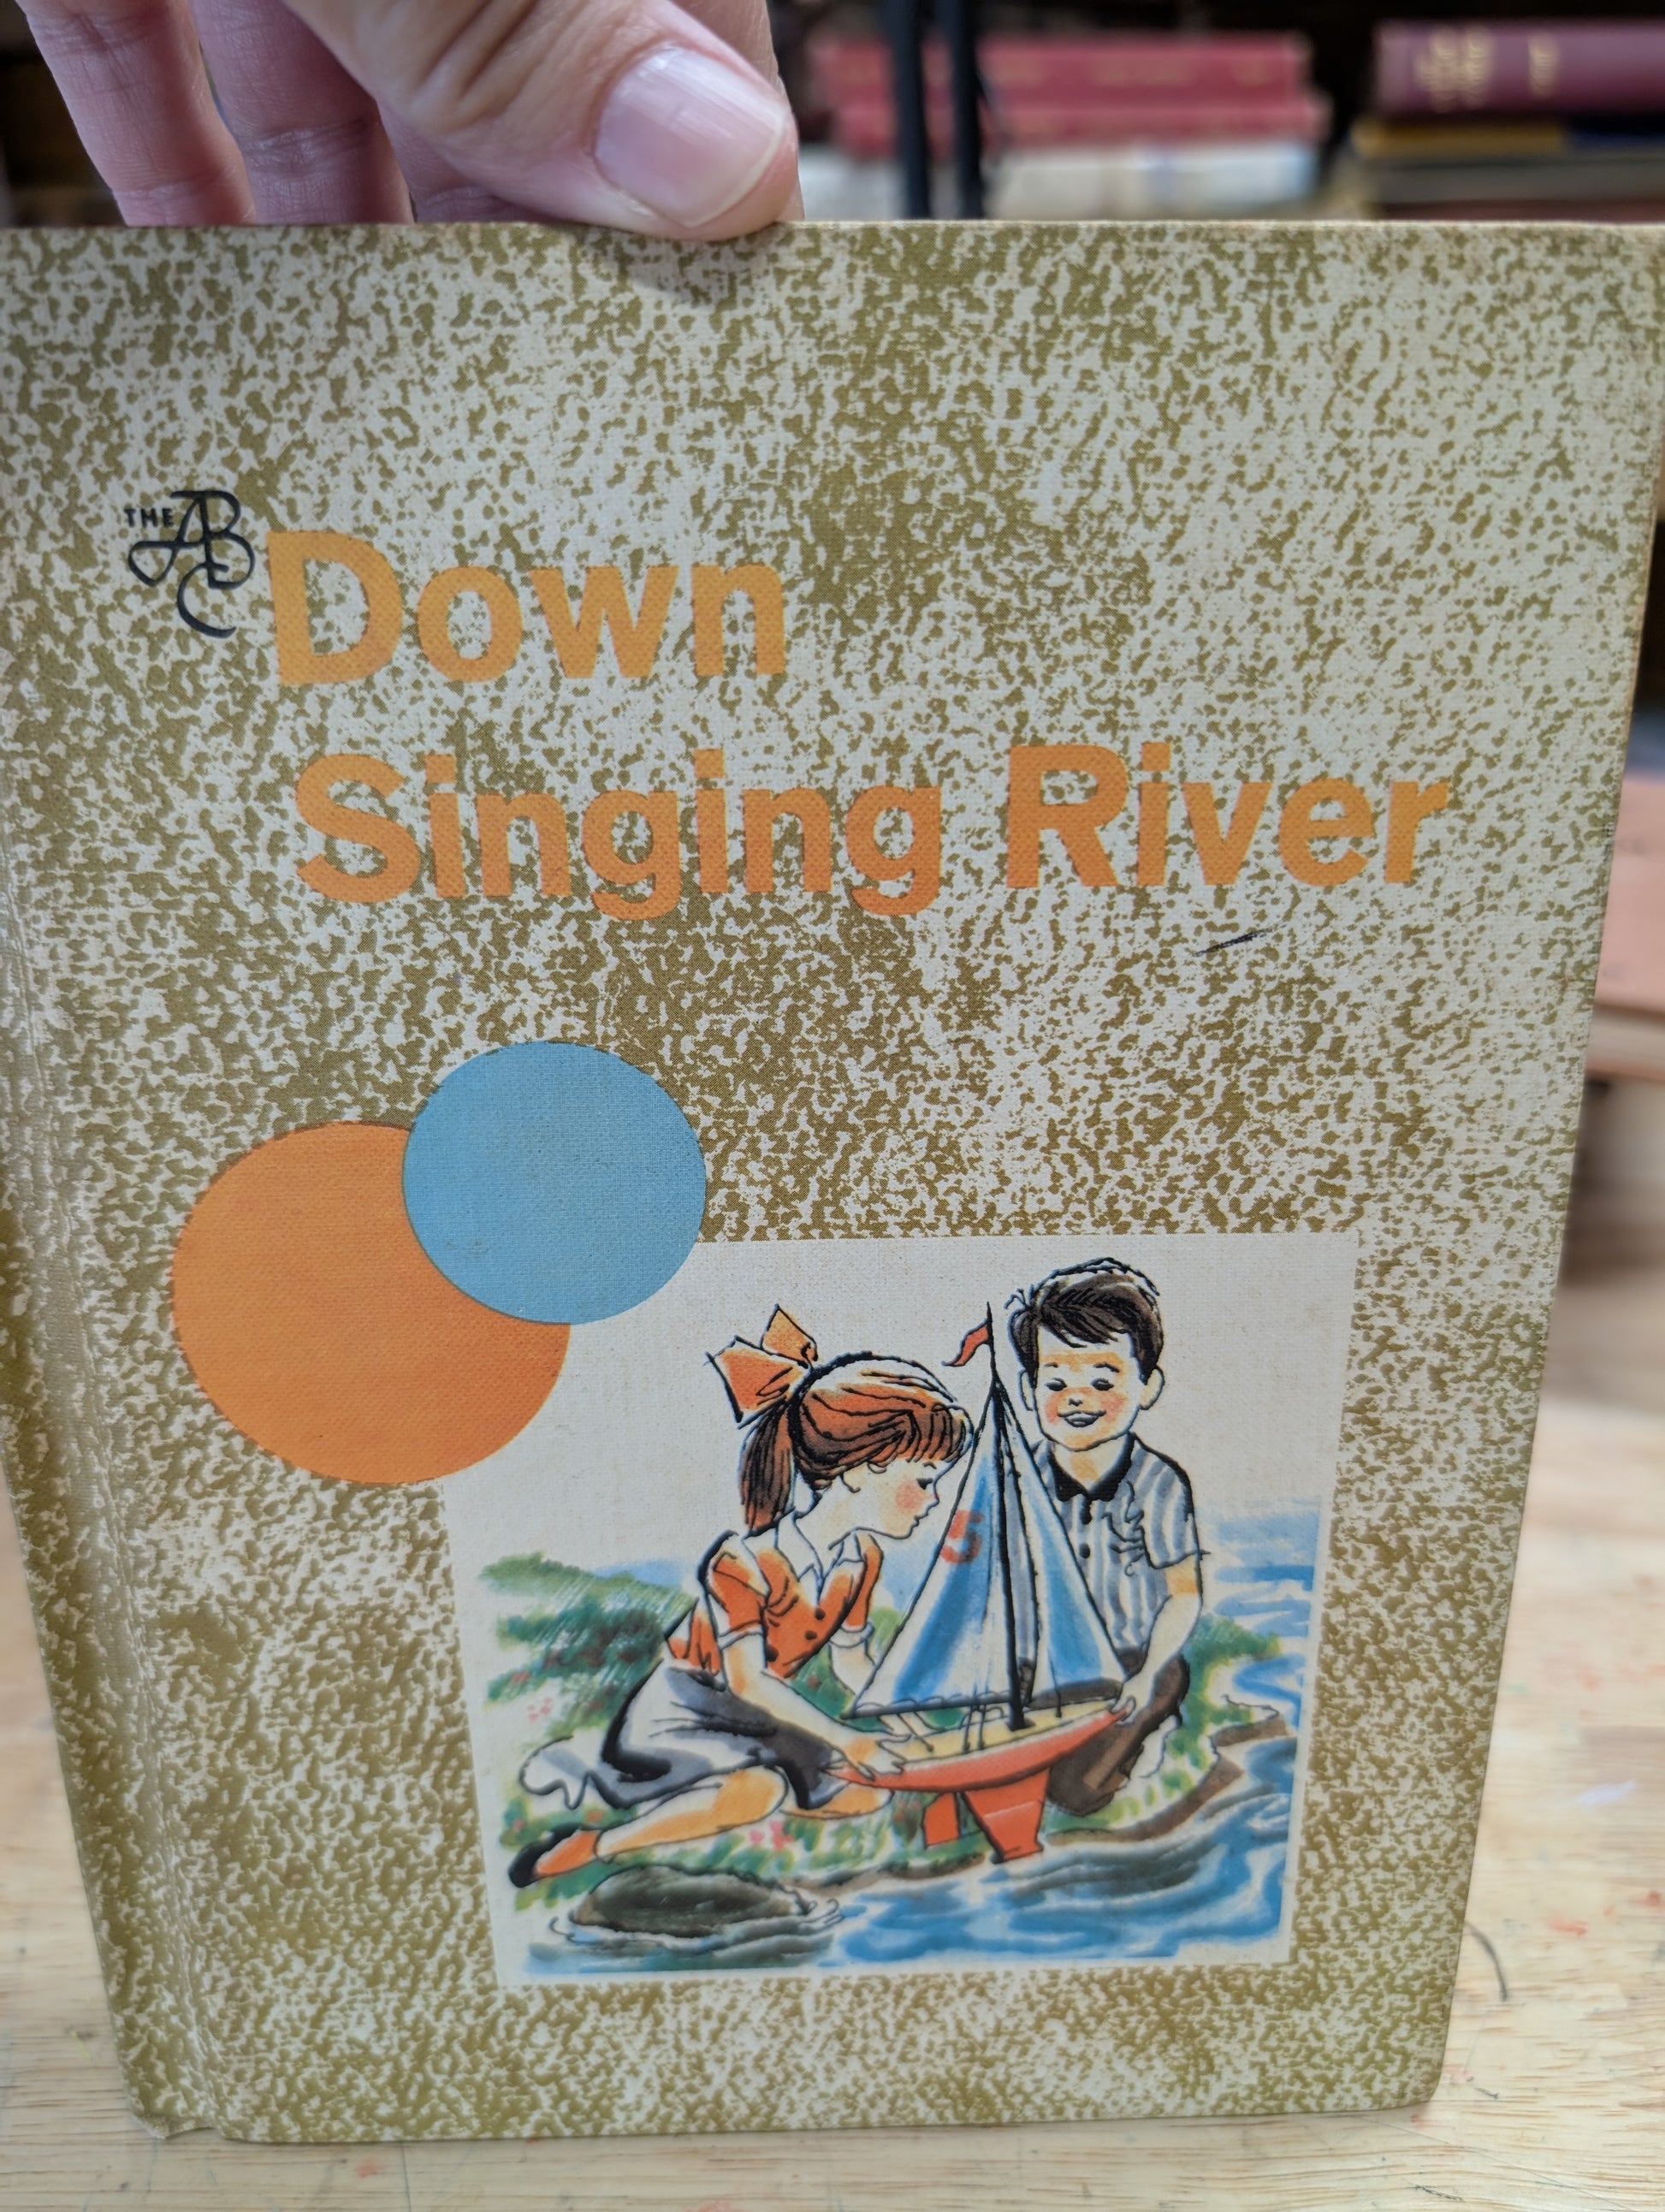 THE ABC
Down
Singing River
5